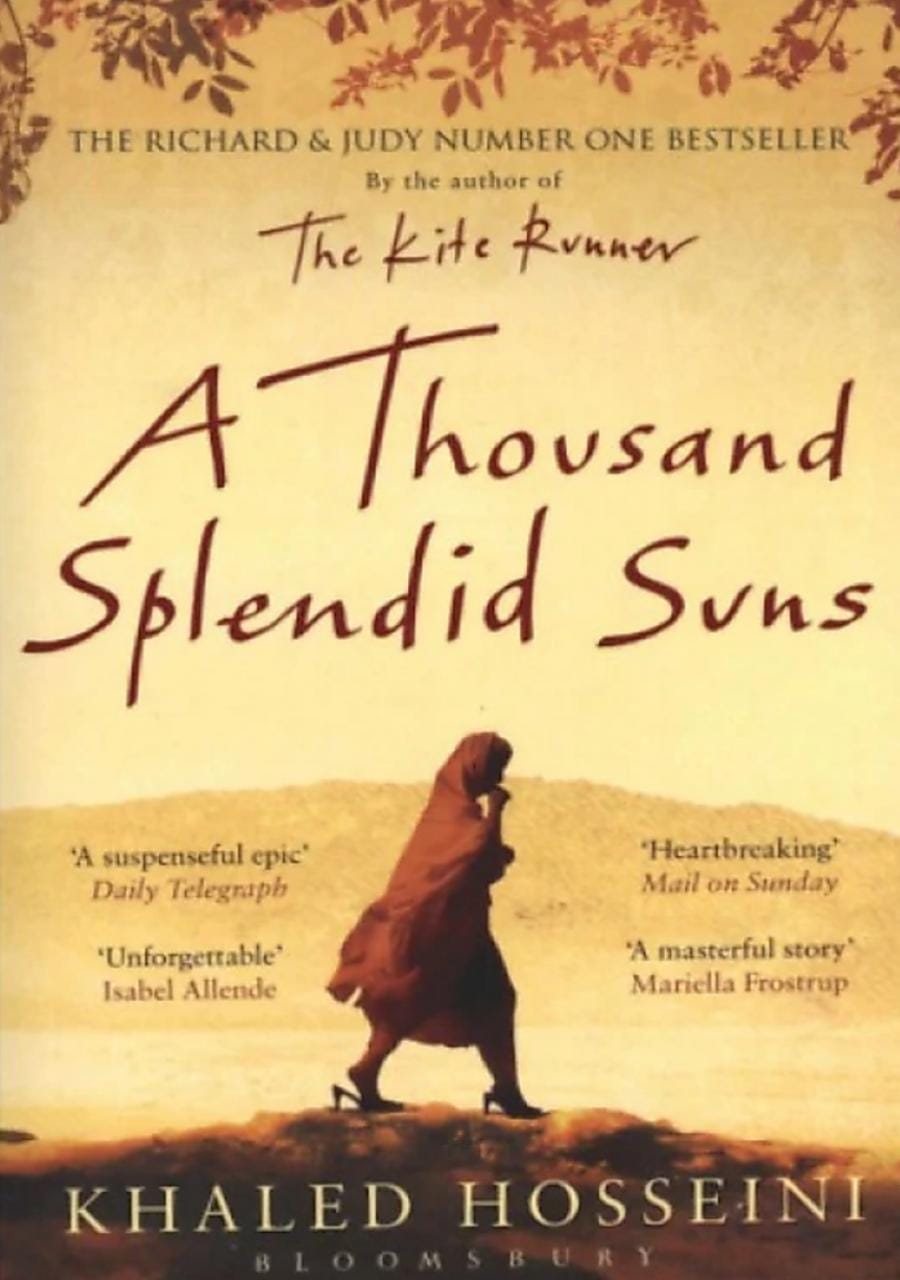 THE RICHARD & JUDY NUMBER ONE BESTSELLER
By the author of
The Kite Runner
A Thousand
Splendid Suns
‘A suspenseful epic’
Daily Telegraph
‘Unforgettable’
Isabel Allende
‘Heartbreaking’
Mail on Sunday
‘A masterful story’
Mariella Frostrup
KHALED HOSSEINI
BLOOMSBURY